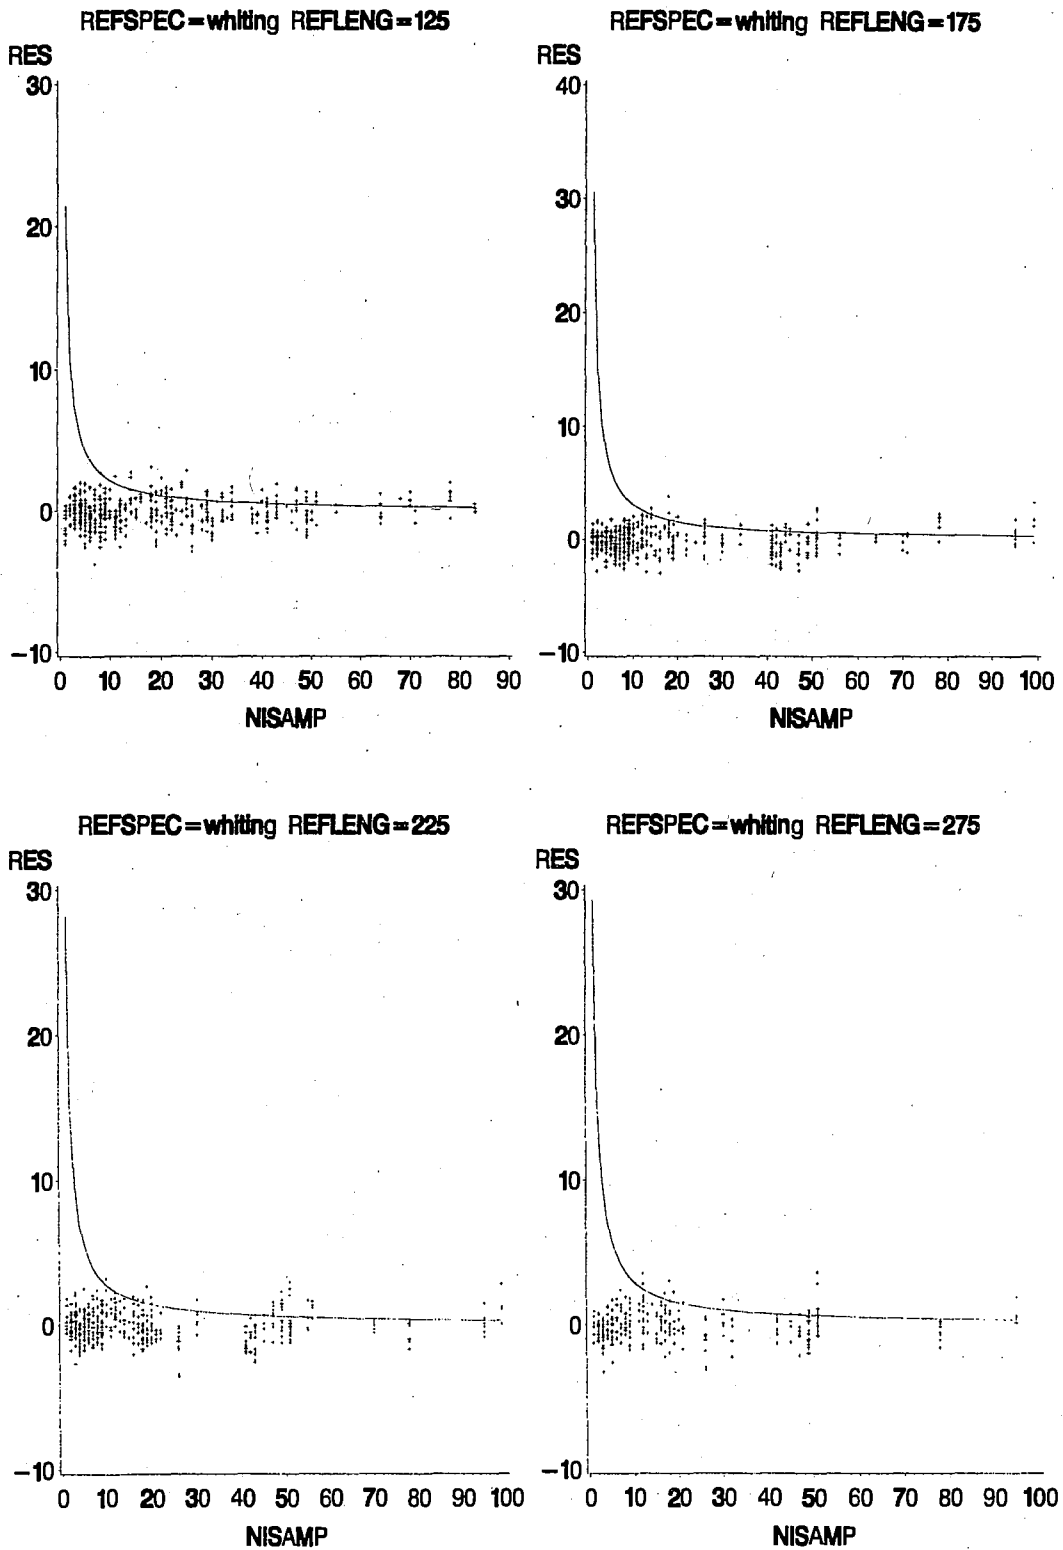 REFSPEC=whiting REFLENG=125
RES
30
20
10
0
-10
0 10 20 30 40 50 60 70 80 90
NISAMP
REFSPEC=whiting REFLENG=175
RES
40
30
20
10
0
-10
0 10 20 30 40 50 60 70 80 90 100
NISAMP
REFSPEC=whiting REFLENG=225
RES
30
20
10
0
-10
0 10 20 30 40 50 60 70 80 90 100
NISAMP
REFSPEC=whiting REFLENG=275
RES
30
20
10
0
-10
0 10 20 30 40 50 60 70 80 90 100
NISAMP